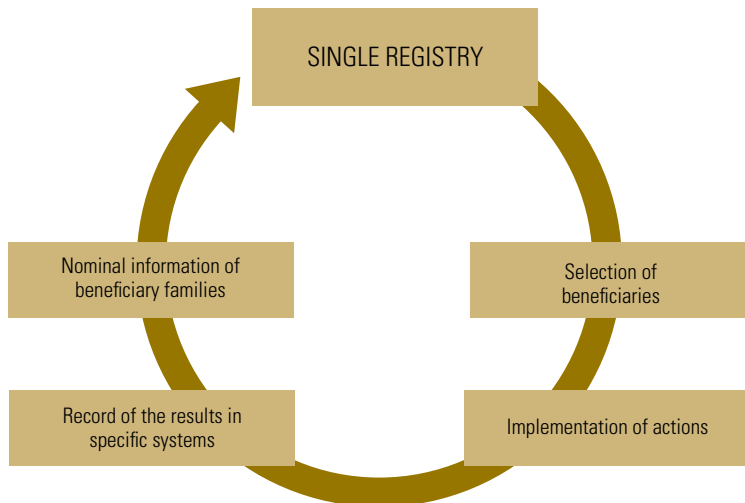 SINGLE REGISTRY
Selection of
beneficiaries
Implementation of actions
Record of the results in
specific systems
Nominal information of
beneficiary families